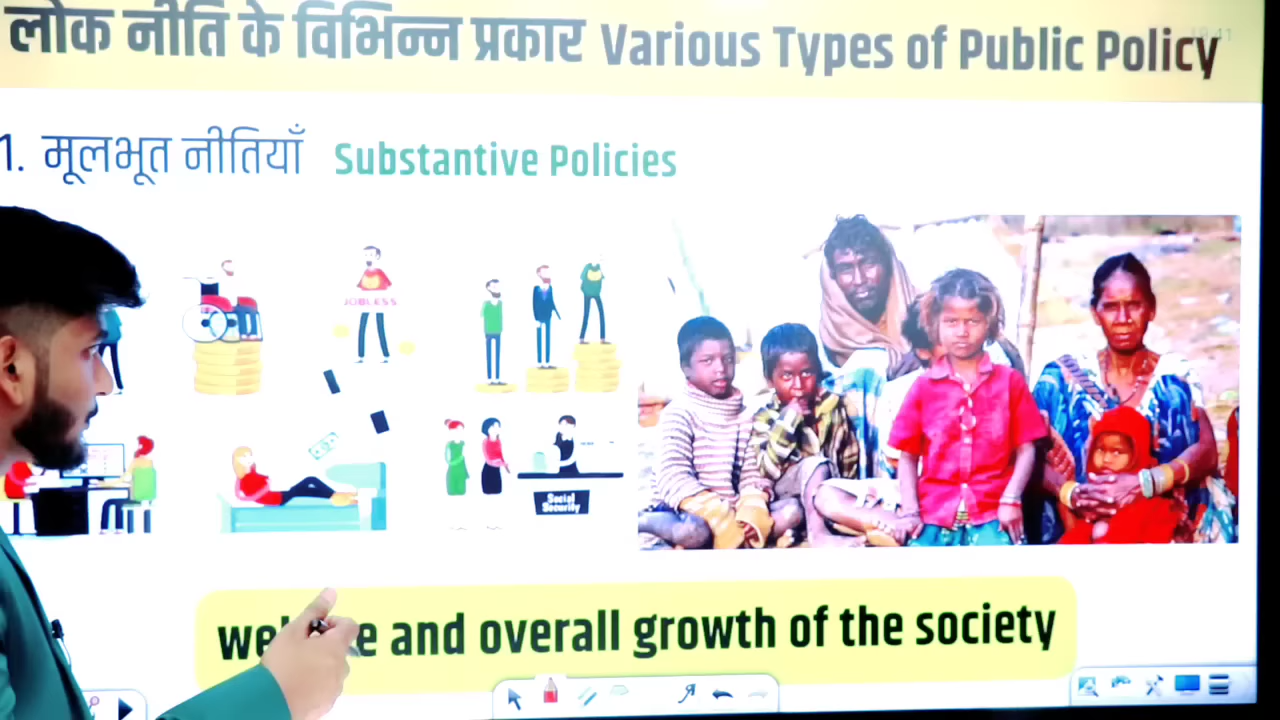 लोक नीति के विभिन्न प्रकार Various Types of Public Policy
1. मूलभूत नीतियाँ Substantive Policies
JOBLESS
Social
Security
and overall growth of the society